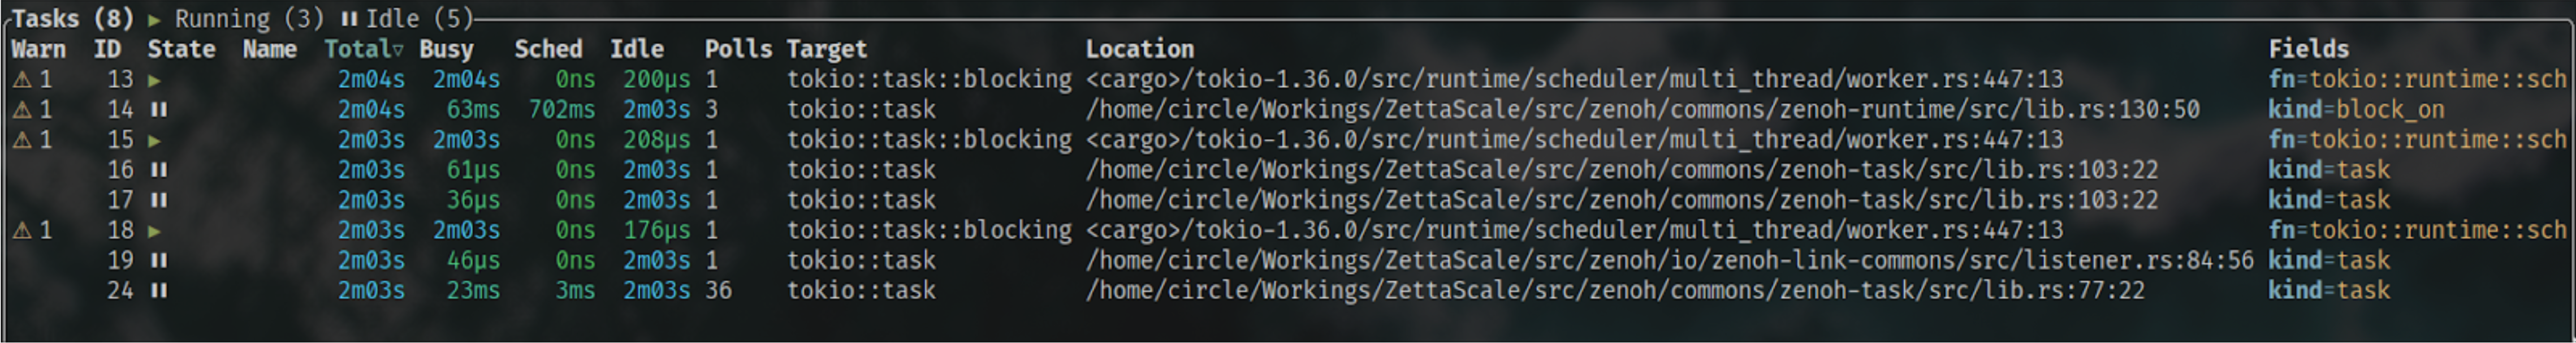 Tasks (8) ▶ Running (3) ⏸ Idle (5)
Warn ID State Name Total▽ Busy Sched Idle Polls Target Location Fields
⚠ 1 13 ▶ 2m04s 2m04s 0ns 200µs 1 tokio::task::blocking <cargo>/tokio-1.36.0/src/runtime/scheduler/multi_thread/worker.rs:447:13 fn=tokio::runtime::sch
⚠ 1 14 ⏸ 2m04s 63ms 702ms 2m03s 3 tokio::task /home/circle/Workings/ZettaScale/src/zenoh/commons/zenoh-runtime/src/lib.rs:130:50 kind=block_on
⚠ 1 15 ▶ 2m03s 2m03s 0ns 208µs 1 tokio::task::blocking <cargo>/tokio-1.36.0/src/runtime/scheduler/multi_thread/worker.rs:447:13 fn=tokio::runtime::sch
16 ⏸ 2m03s 61µs 0ns 2m03s 1 tokio::task /home/circle/Workings/ZettaScale/src/zenoh/commons/zenoh-task/src/lib.rs:103:22 kind=task
17 ⏸ 2m03s 36µs 0ns 2m03s 1 tokio::task /home/circle/Workings/ZettaScale/src/zenoh/commons/zenoh-task/src/lib.rs:103:22 kind=task
⚠ 1 18 ▶ 2m03s 2m03s 0ns 176µs 1 tokio::task::blocking <cargo>/tokio-1.36.0/src/runtime/scheduler/multi_thread/worker.rs:447:13 fn=tokio::runtime::sch
19 ⏸ 2m03s 46µs 0ns 2m03s 1 tokio::task /home/circle/Workings/ZettaScale/src/zenoh/io/zenoh-link-commons/src/listener.rs:84:56 kind=task
24 ⏸ 2m03s 23ms 3ms 2m03s 36 tokio::task /home/circle/Workings/ZettaScale/src/zenoh/commons/zenoh-task/src/lib.rs:77:22 kind=task